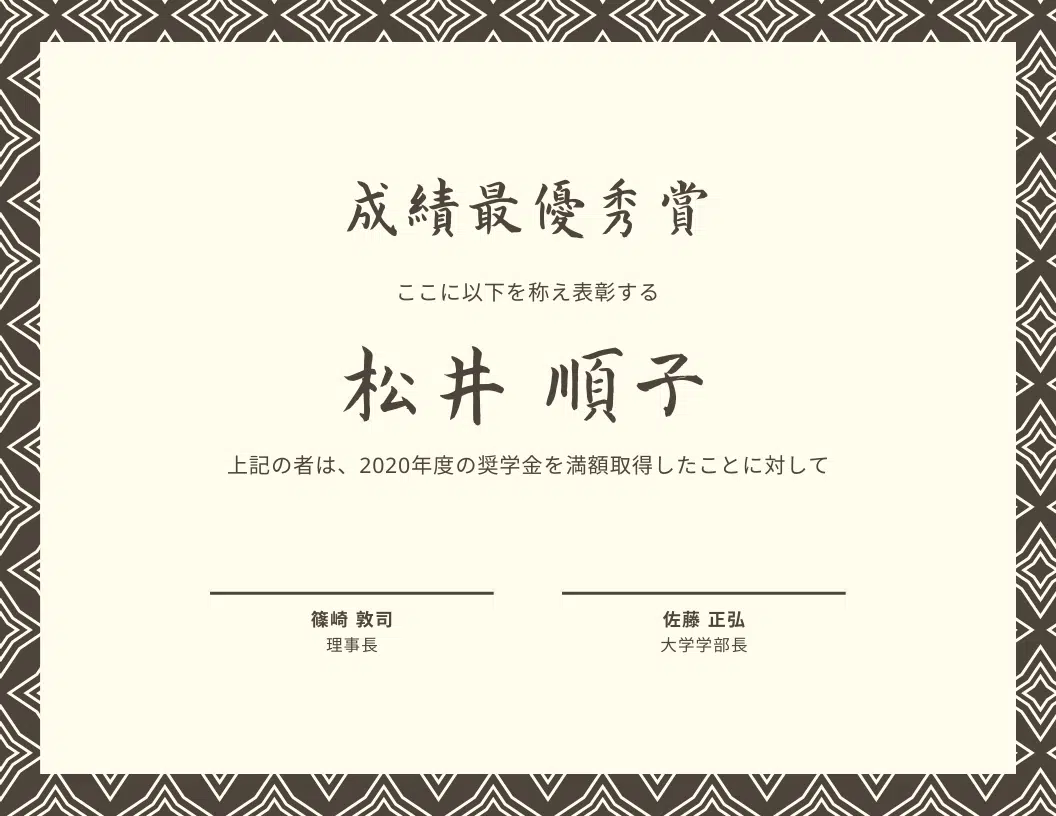 成績最優秀賞
ここに以下を称え表彰する
松井 順子
上記の者は、2020年度の奨学金を満額取得したことに対して
篠崎 敦司
理事長
佐藤 正弘
大学学部長